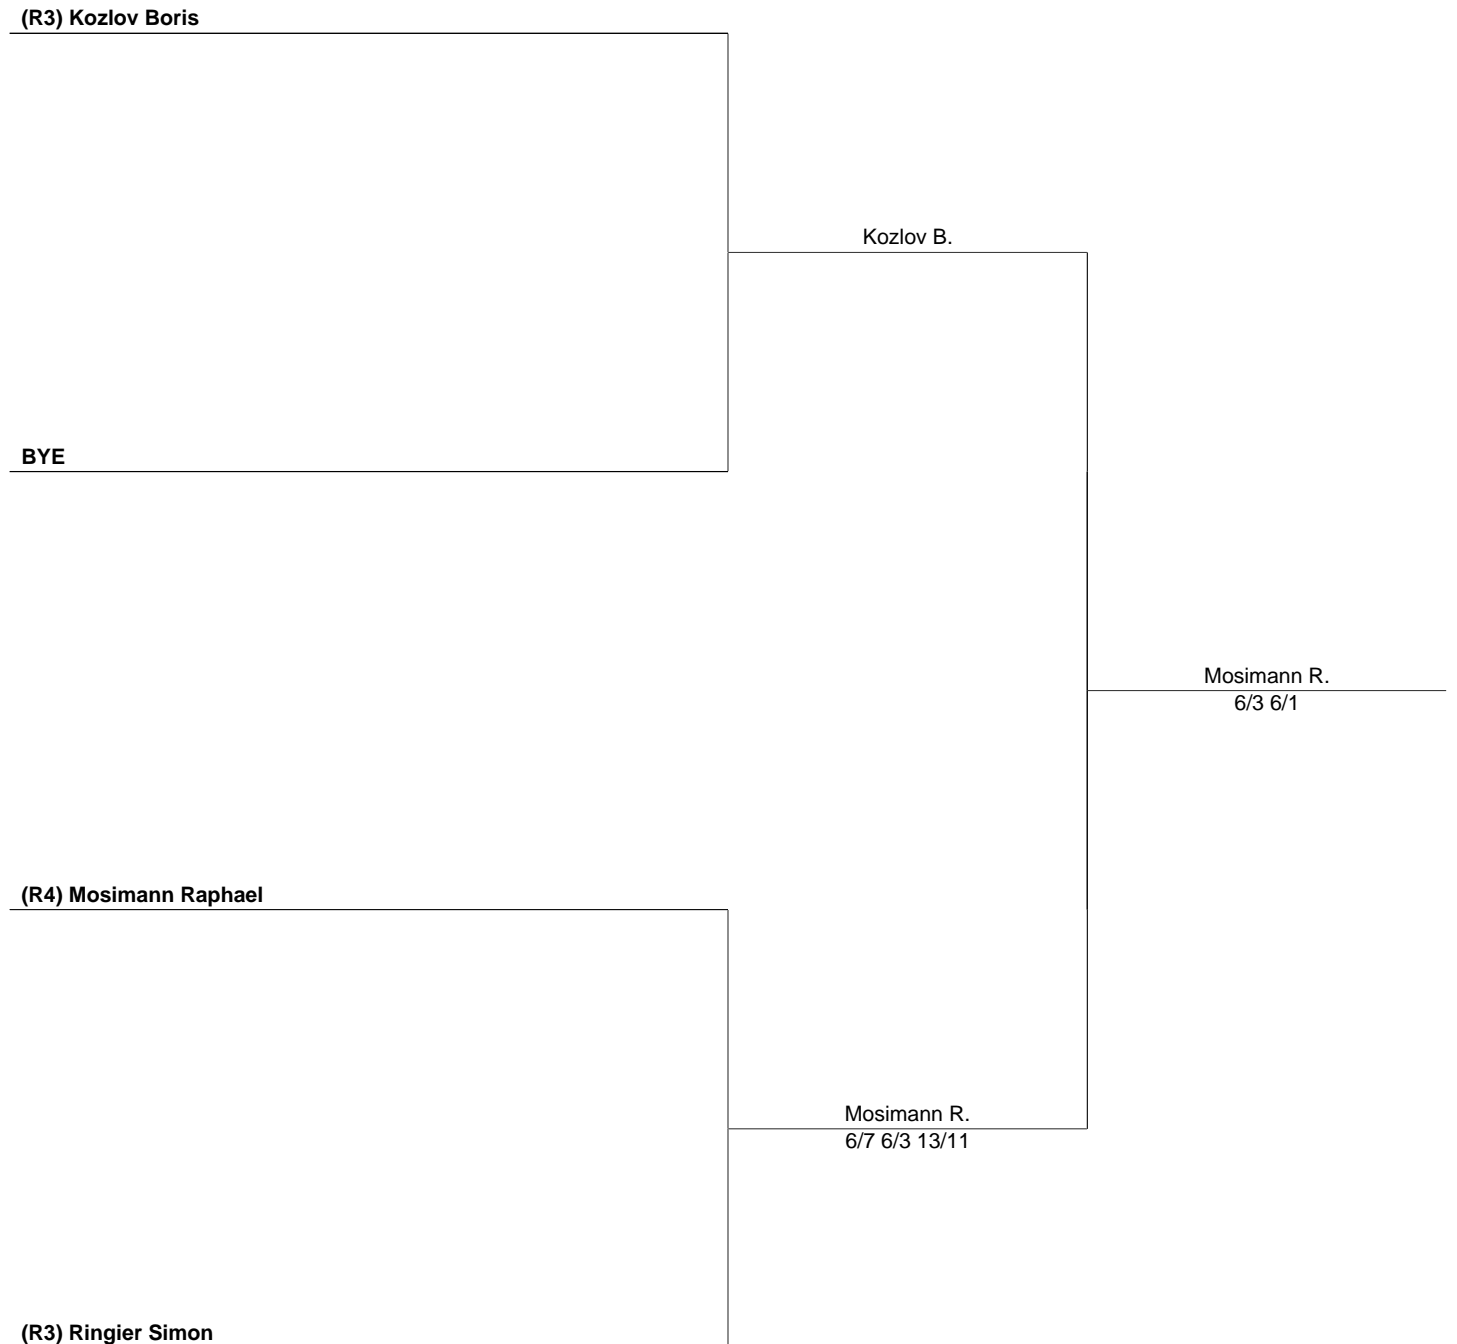 (R3) Kozlov Boris
Kozlov B.
BYE
Mosimann R.
6/3 6/1
(R4) Mosimann Raphael
Mosimann R.
6/7 6/3 13/11
(R3) Ringier Simon